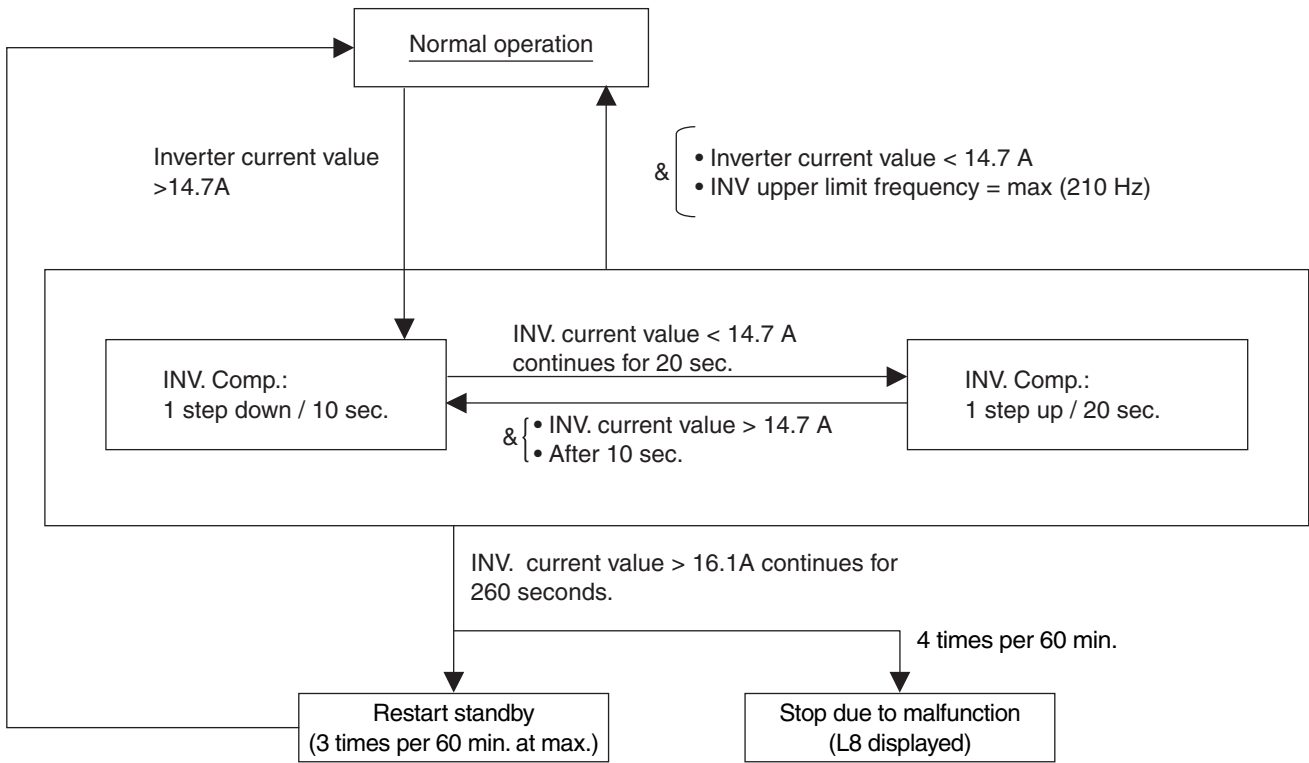 Normal operation
Inverter current value
>14.7A
&
• Inverter current value < 14.7 A
• INV upper limit frequency = max (210 Hz)
INV. Comp.:
1 step down / 10 sec.
INV. current value < 14.7 A
continues for 20 sec.
&
• INV. current value > 14.7 A
• After 10 sec.
INV. Comp.:
1 step up / 20 sec.
INV.  current value > 16.1A continues for
260 seconds.
4 times per 60 min.
Restart standby
(3 times per 60 min. at max.)
Stop due to malfunction
(L8 displayed)